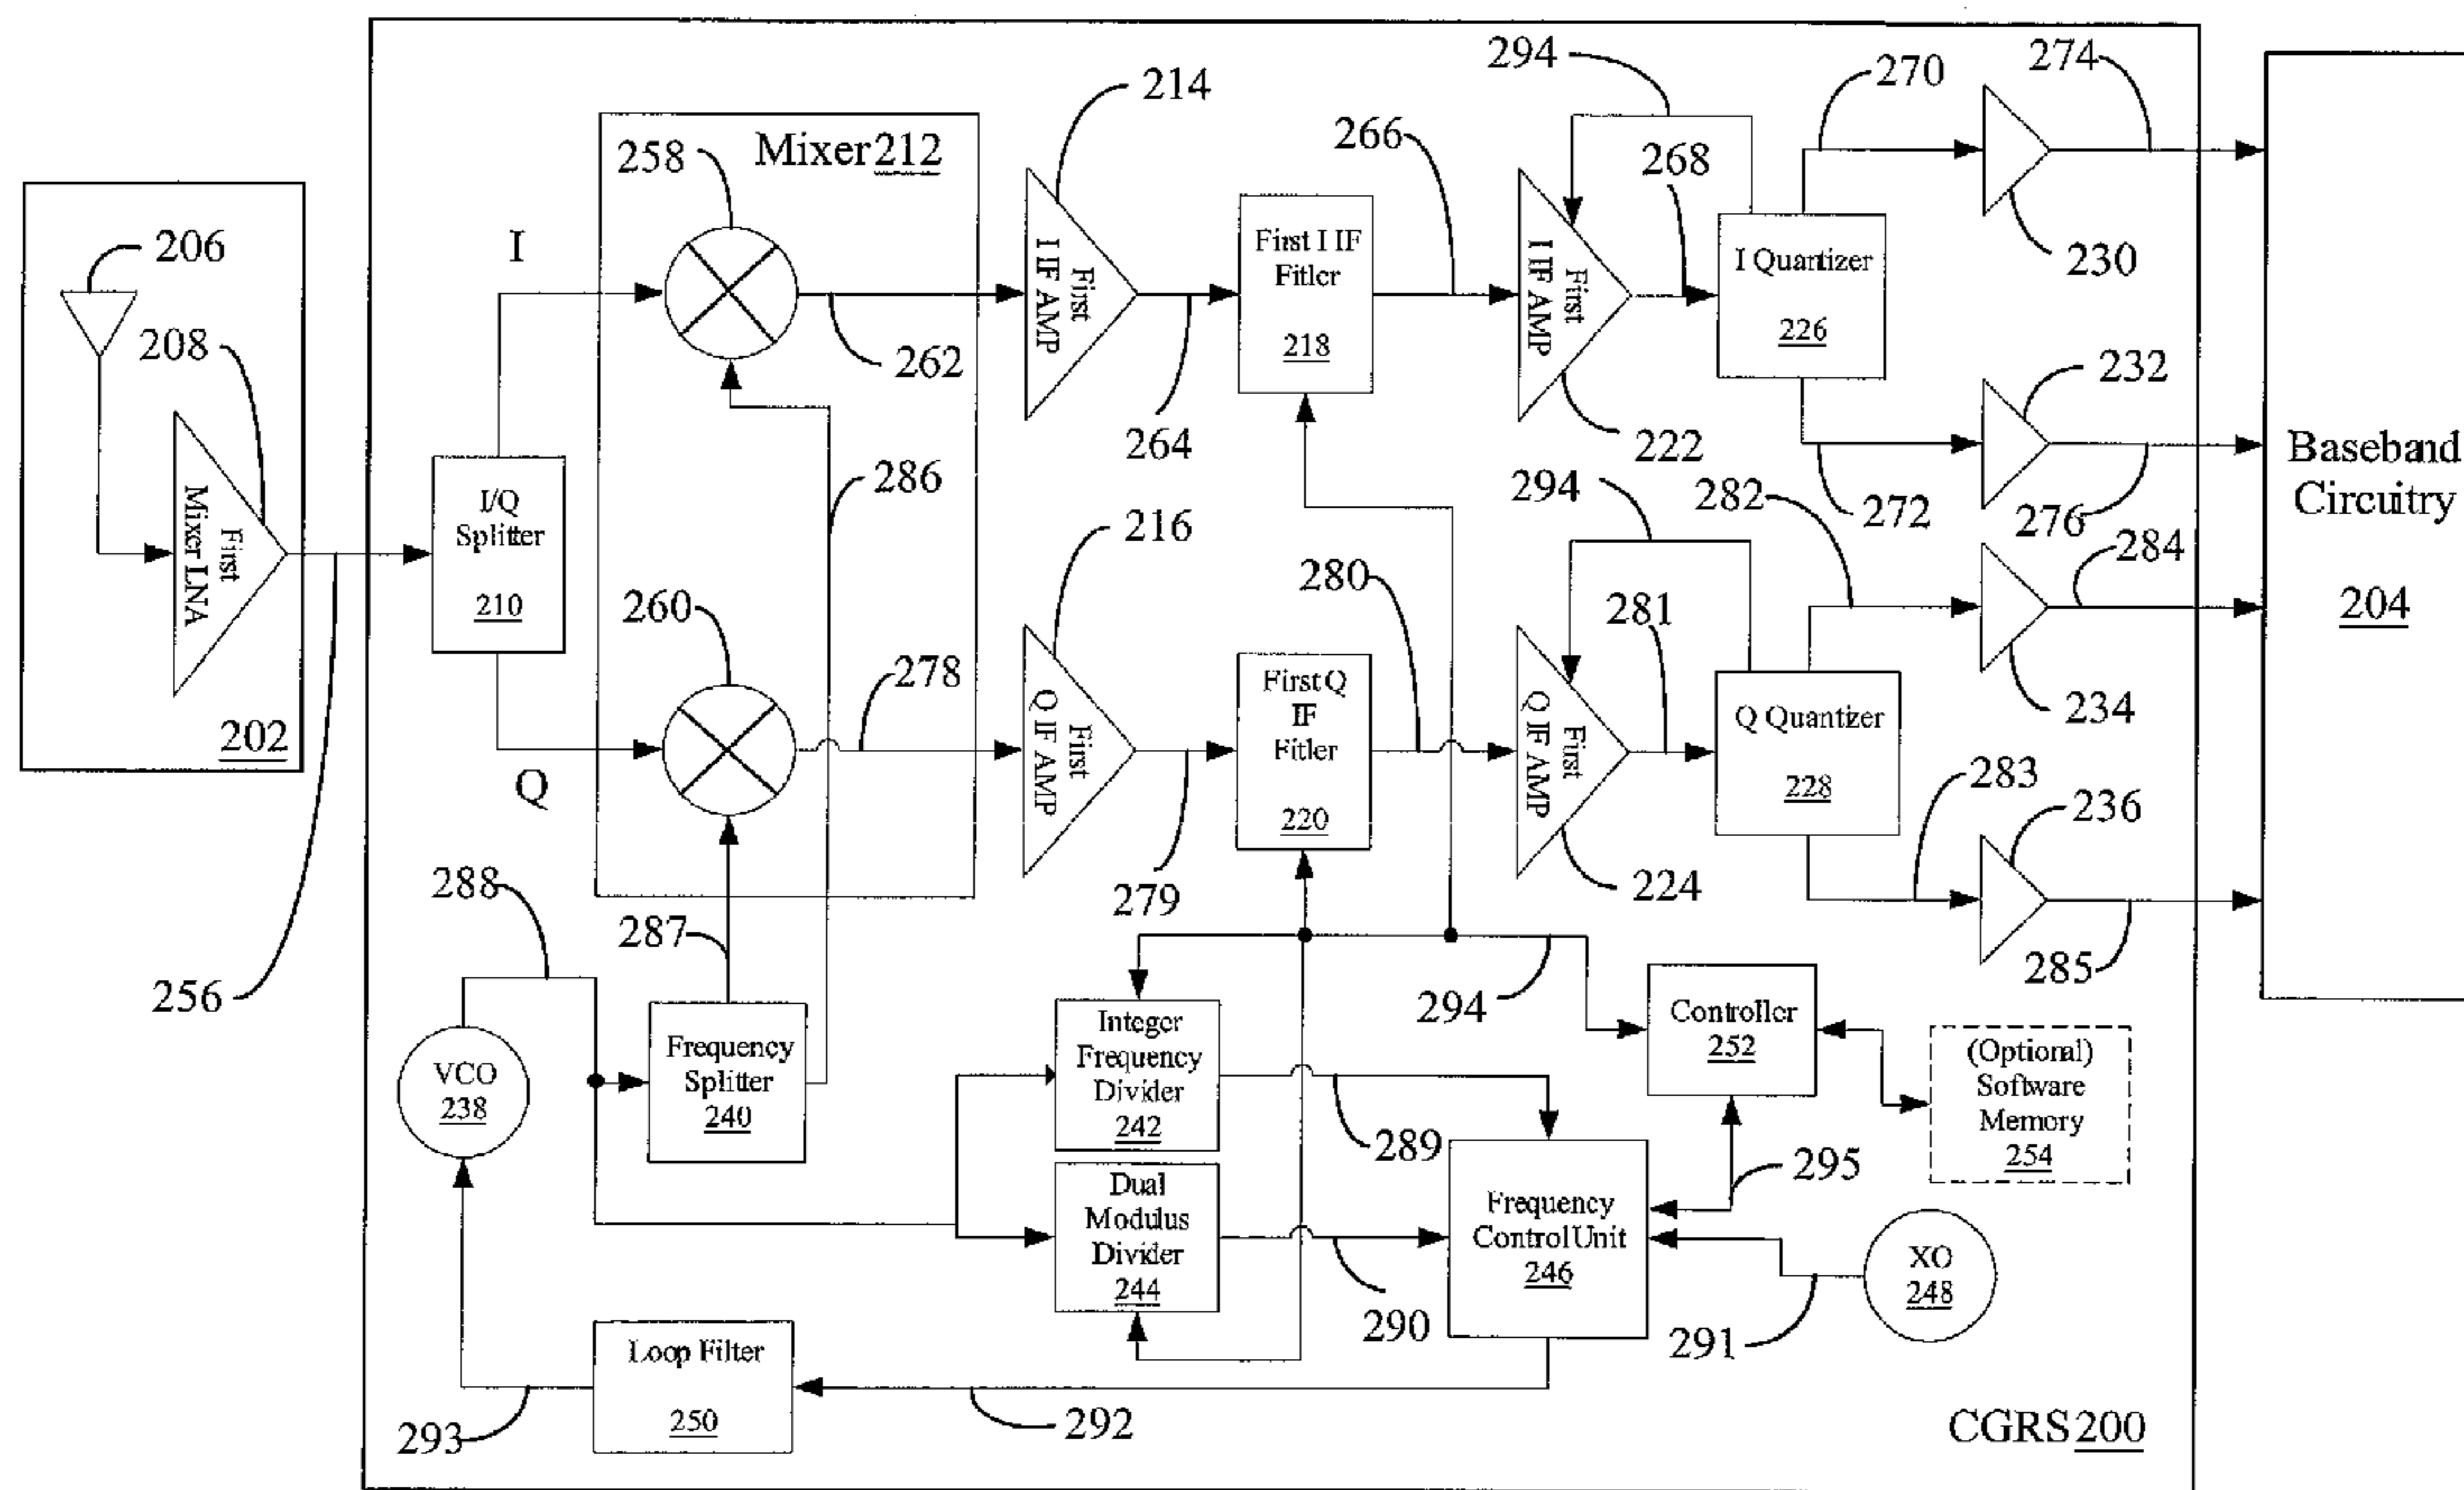 294
270
274
214
Mixer 212
258
266
268
206
I
First
I IF AMP
First I IF
Fitler
218
First
I IF AMP
I Quantizer
226
230
208
262
232
264
222
Baseband
Circuitry
204
286
294
282
272
276
I/Q
Splitter
210
First
Mixer LNA
216
280
284
260
281
278
First
Q IF AMP
First Q
IF
Fitler
220
First
Q IF AMP
Q Quantizer
228
234
202
Q
283
236
288
279
224
287
285
256
294
Controller
252
Integer
Frequency
Divider
242
(Optional)
Software
Memory
254
VCO
238
Frequency
Splitter
240
289
295
Dual
Modulus
Divider
244
Frequency
Control Unit
246
XO
248
290
291
Loop Filter
250
293
292
CGRS 200